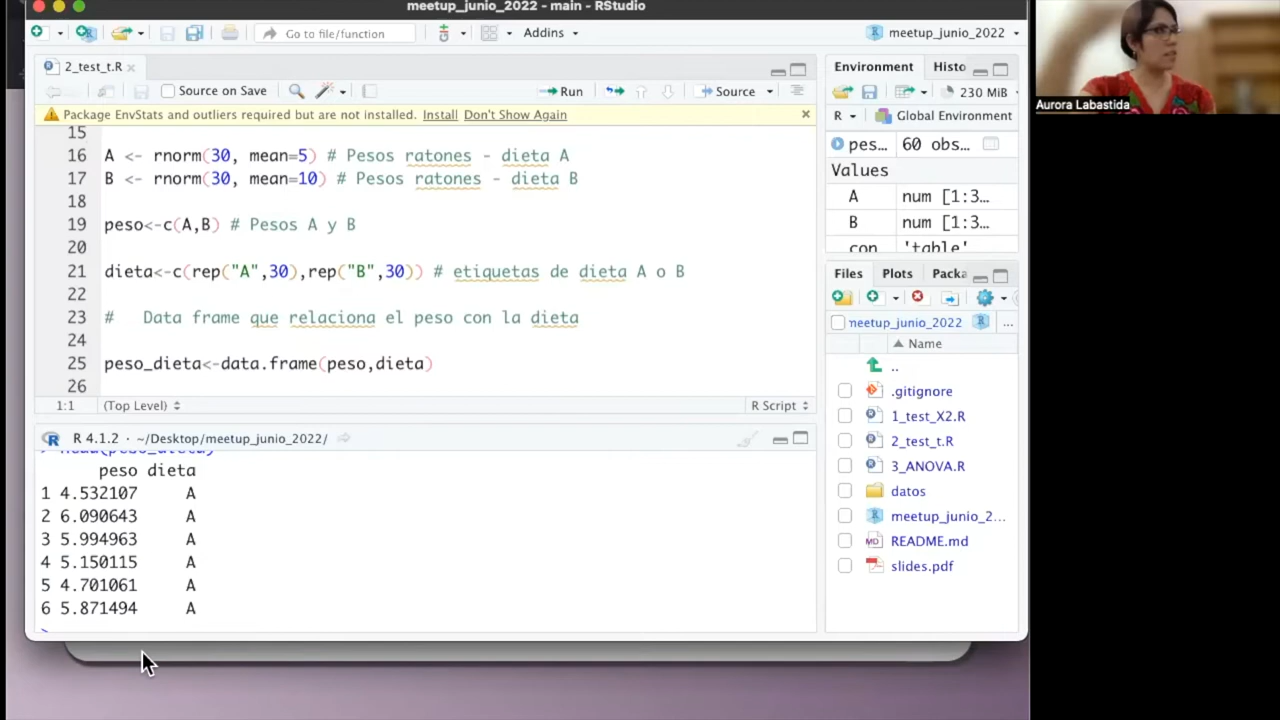 meetup_junio_2022 - main - RStudio
Go to file/function
Addins
meetup_junio_2022
2_test_t.R
Source on Save
Run
Source
Package EnvStats and outliers required but are not installed. Install Don't Show Again
15
16 A <- rnorm(30, mean=5) # Pesos ratones - dieta A
17 B <- rnorm(30, mean=10) # Pesos ratones - dieta B
18
19 peso<-c(A,B) # Pesos A y B
20
21 dieta<-c(rep("A",30),rep("B",30)) # etiquetas de dieta A o B
22
23 # Data frame que relaciona el peso con la dieta
24
25 peso_dieta<-data.frame(peso,dieta)
26
1:1 (Top Level) R Script
R 4.1.2 · ~/Desktop/meetup_junio_2022/
peso dieta
1 4.532107 A
2 6.090643 A
3 5.994963 A
4 5.150115 A
5 4.701061 A
6 5.871494 A
>
Environment Histo
230 MiB
R Global Environment
pes... 60 obs...
Values
A num [1:3...
B num [1:3...
con 'table'
Files Plots Packa
meetup_junio_2022 ...
Name
..
.gitignore
1_test_X2.R
2_test_t.R
3_ANOVA.R
datos
meetup_junio_2...
README.md
slides.pdf
Aurora Labastida